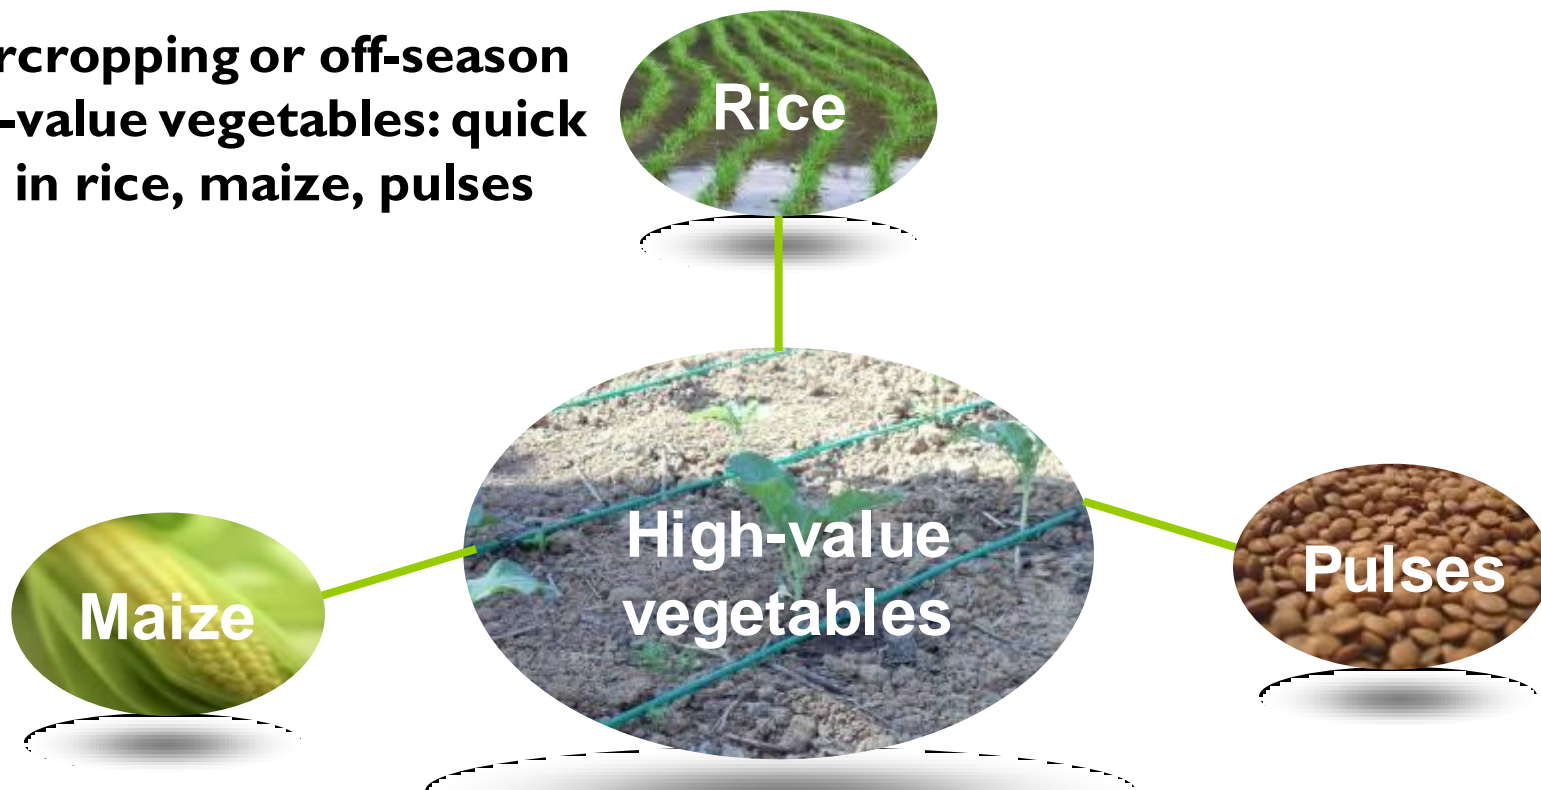 rcropping or off-season
-value vegetables: quick
in rice, maize, pulses
Rice
High-value
vegetables
Maize
Pulses